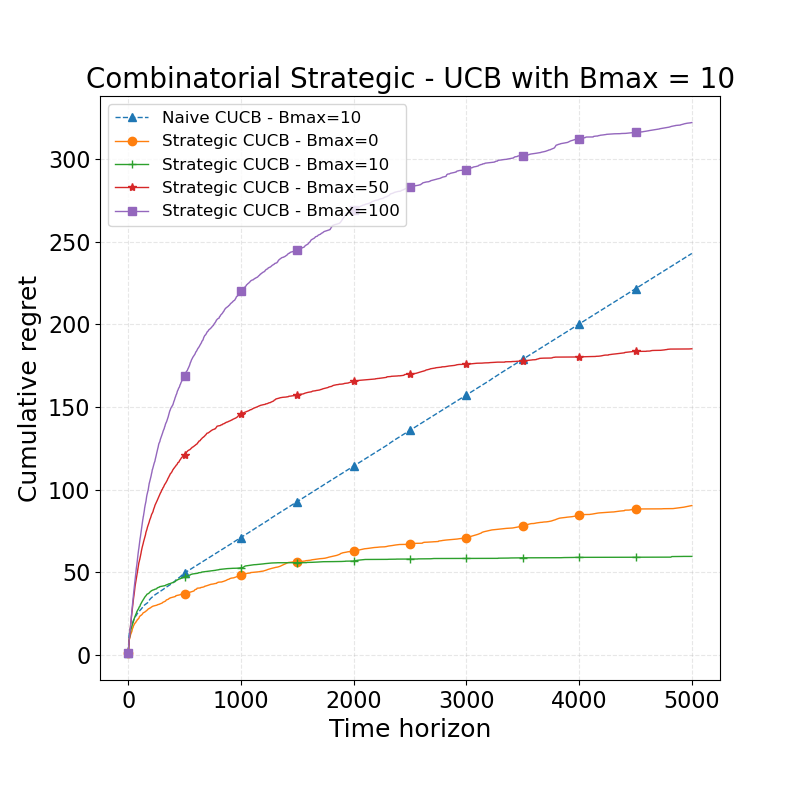 Combinatorial Strategic - UCB with Bmax = 10
Naive CUCB - Bmax=10
Strategic CUCB - Bmax=0
Strategic CUCB - Bmax=10
Strategic CUCB - Bmax=50
Strategic CUCB - Bmax=100
Cumulative regret
300
250
200
150
100
50
0
0 1000 2000 3000 4000 5000
Time horizon